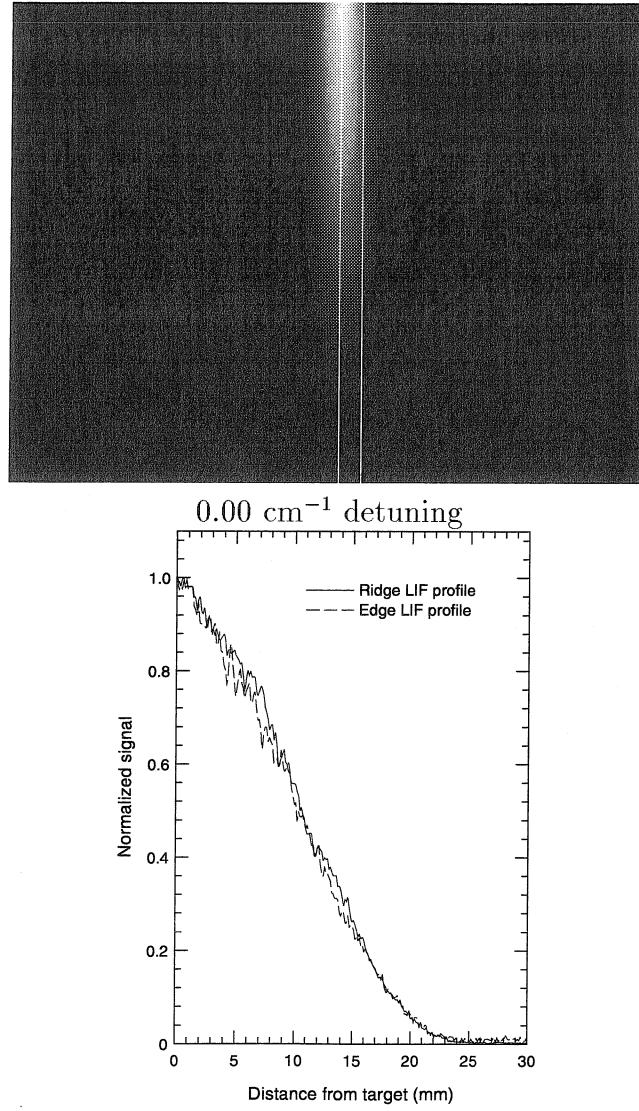 0.00 cm⁻¹ detuning
1.0
Ridge LIF profile
Edge LIF profile
0.8
0.6
Normalized signal
0.4
0.2
0
0 5 10 15 20 25 30
Distance from target (mm)